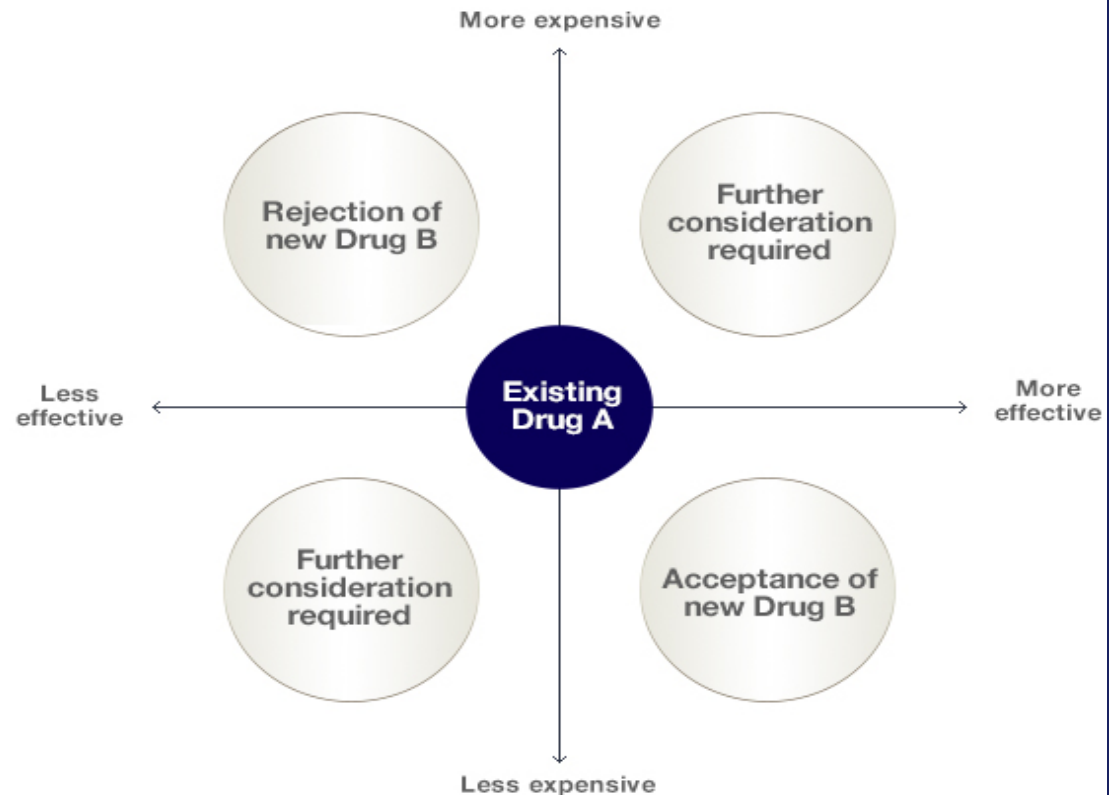 More expensive
Rejection of
new Drug B
Further
consideration
required
Less
effective
Existing
Drug A
More
effective
Further
consideration
required
Acceptance of
new Drug B
Less expensive